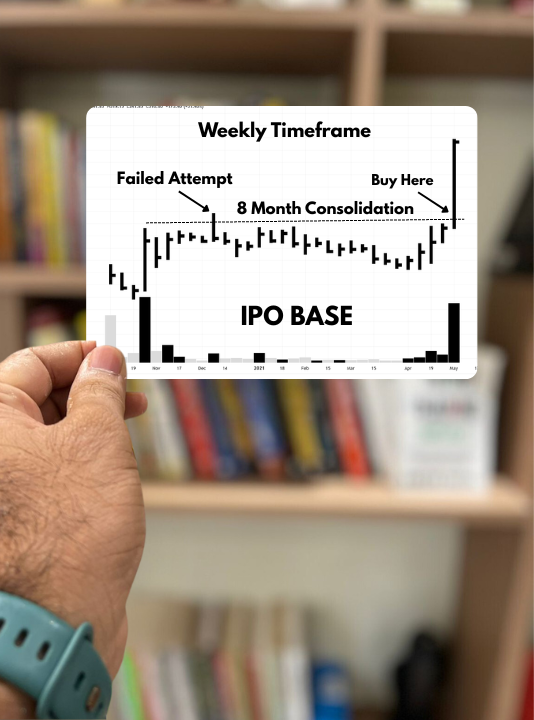 Weekly Timeframe
Failed Attempt
Buy Here
8 Month Consolidation
IPO BASE
19 Nov 17 Dec 14 2021 18 Feb 15 Mar 15 Apr 19 May